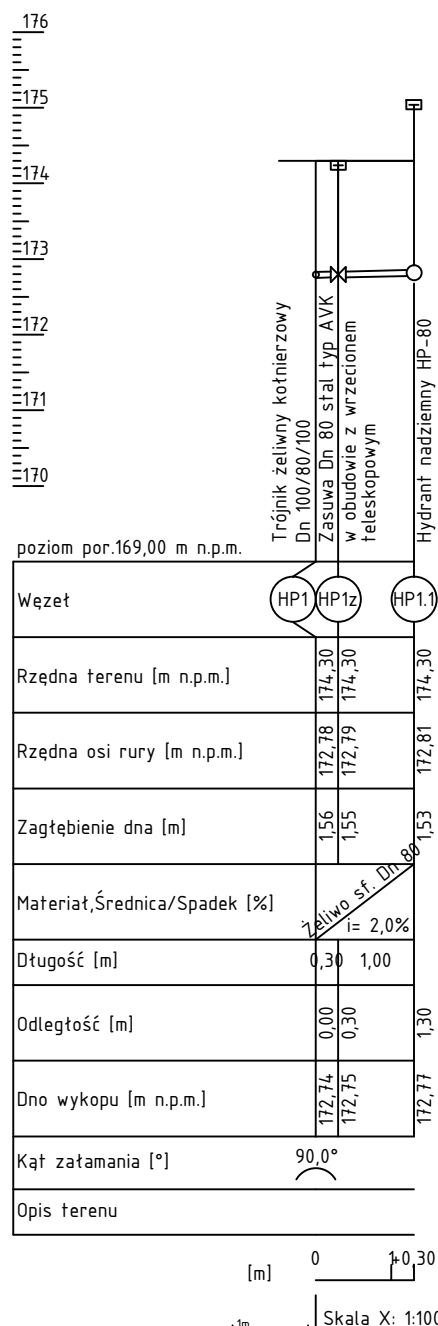 176
175
174
173
172
171
170
Trójnik żeliwny kołnierzowy
Dn 100/80/100
Zasuwa Dn 80 stal typ AVK
w obudowie z wrzecionem
teleskopowym
Hydrant nadziemny HP-80
poziom por.169,00 m n.p.m.
Węzeł HP1 HP1z HP1.1
Rzędna terenu [m n.p.m.] 174,30 174,30 174,30
Rzędna osi rury [m n.p.m.] 172,78 172,79 172,81
Zagłębienie dna [m] 1,56 1,55 1,53
Materiał,Średnica/Spadek [%] Żeliwo sf. Dn 80
i= 2,0%
Długość [m] 0,30 1,00
Odległość [m] 0,00 0,30 1,30
Dno wykopu [m n.p.m.] 172,74 172,75 172,77
Kąt załamania [°] 90,0°
Opis terenu
[m] 0 1+0,30
1m Skala X: 1:100